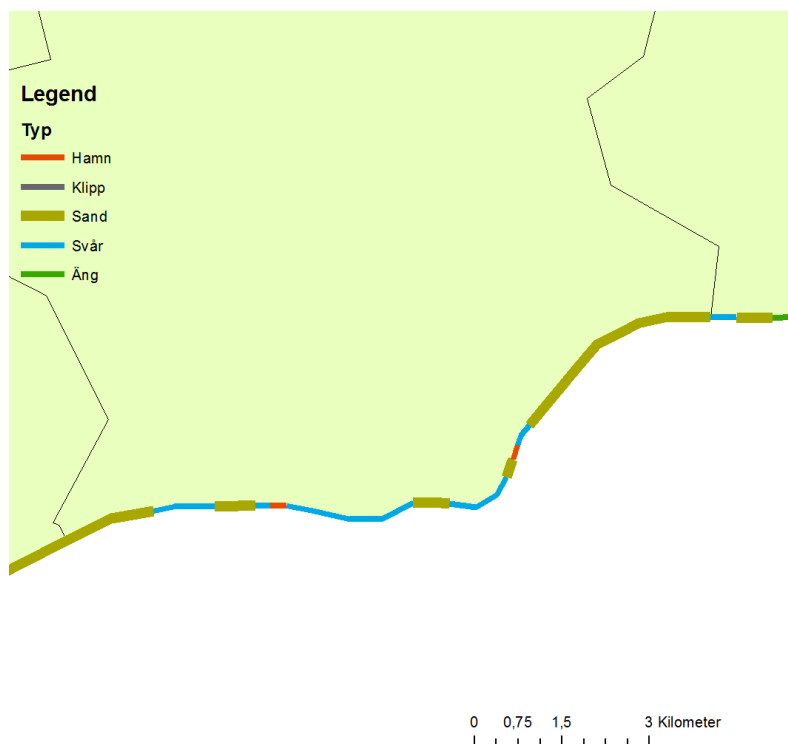 Legend
Typ
Hamn
Klipp
Sand
Svår
Äng
0 0,75 1,5 3 Kilometer